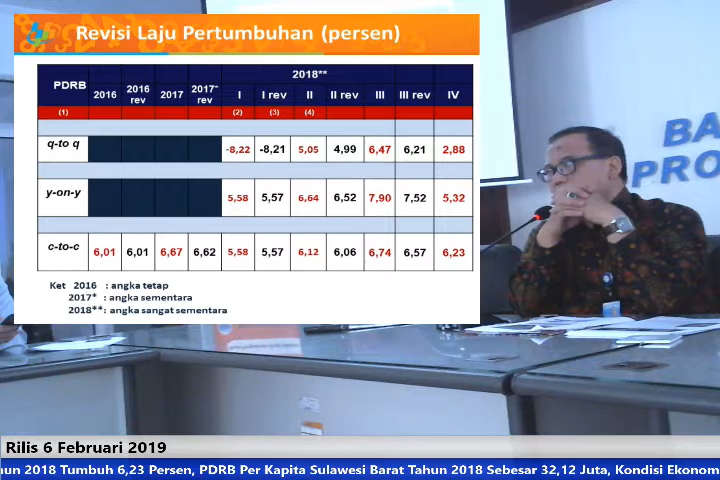 Revisi Laju Pertumbuhan (persen)
PDRB 2016 2016 rev 2017 2017* rev 2018**
I I rev II II rev III III rev IV
(1) (2) (3) (4)
q-to q -8,22 -8,21 5,05 4,99 6,47 6,21 2,88
y-on-y 5,58 5,57 6,64 6,52 7,90 7,52 5,32
c-to-c 6,01 6,01 6,67 6,62 5,58 5,57 6,12 6,06 6,74 6,57 6,23
Ket 2016 : angka tetap
2017* : angka sementara
2018**: angka sangat sementara
BA
PRO
Rilis 6 Februari 2019
hun 2018 Tumbuh 6,23 Persen, PDRB Per Kapita Sulawesi Barat Tahun 2018 Sebesar 32,12 Juta, Kondisi Ekonom